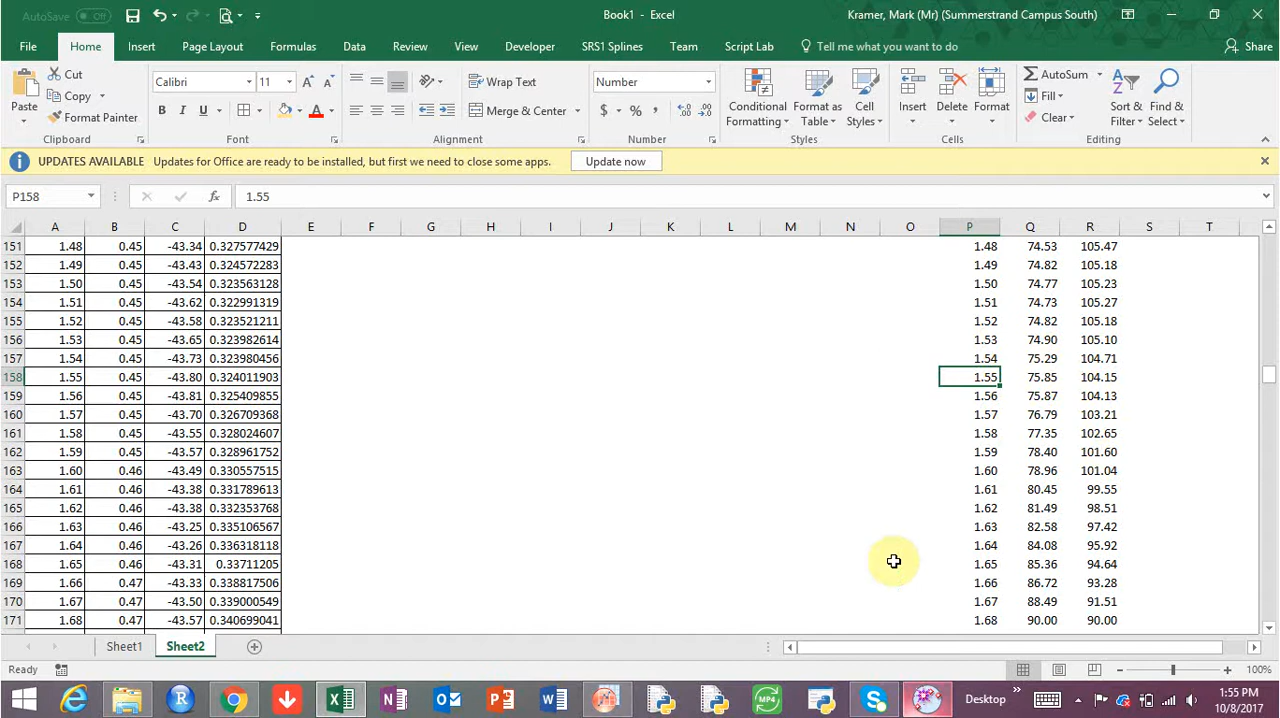 AutoSave Off Book1 - Excel Kramer, Mark (Mr) (Summerstrand Campus South)
File Home Insert Page Layout Formulas Data Review View Developer SRS1 Splines Team Script Lab Tell me what you want to do Share
Paste Cut Copy Format Painter
Calibri 11 Wrap Text Number
B I U Merge & Center $ % ,
Conditional Formatting Format as Table Cell Styles Insert Delete Format
AutoSum Fill Clear Sort & Filter Find & Select
Clipboard Font Alignment Number Styles Cells Editing
UPDATES AVAILABLE Updates for Office are ready to be installed, but first we need to close some apps. Update now
P158 fx 1.55
A B C D E F G H I J K L M N O P Q R S T
151 1.48 0.45 -43.34 0.327577429 1.48 74.53 105.47
152 1.49 0.45 -43.43 0.324572283 1.49 74.82 105.18
153 1.50 0.45 -43.54 0.323563128 1.50 74.77 105.23
154 1.51 0.45 -43.62 0.322991319 1.51 74.73 105.27
155 1.52 0.45 -43.58 0.323521211 1.52 74.82 105.18
156 1.53 0.45 -43.65 0.323982614 1.53 74.90 105.10
157 1.54 0.45 -43.73 0.323980456 1.54 75.29 104.71
158 1.55 0.45 -43.80 0.324011903 1.55 75.85 104.15
159 1.56 0.45 -43.81 0.325409855 1.56 75.87 104.13
160 1.57 0.45 -43.70 0.326709368 1.57 76.79 103.21
161 1.58 0.45 -43.55 0.328024607 1.58 77.35 102.65
162 1.59 0.45 -43.57 0.328961752 1.59 78.40 101.60
163 1.60 0.46 -43.49 0.330557515 1.60 78.96 101.04
164 1.61 0.46 -43.38 0.331789613 1.61 80.45 99.55
165 1.62 0.46 -43.38 0.332353768 1.62 81.49 98.51
166 1.63 0.46 -43.25 0.335106567 1.63 82.58 97.42
167 1.64 0.46 -43.26 0.336318118 1.64 84.08 95.92
168 1.65 0.46 -43.31 0.33711205 1.65 85.36 94.64
169 1.66 0.47 -43.33 0.338817506 1.66 86.72 93.28
170 1.67 0.47 -43.50 0.339000549 1.67 88.49 91.51
171 1.68 0.47 -43.57 0.340699041 1.68 90.00 90.00
Sheet1 Sheet2
Ready 100%
Desktop 1:55 PM
10/8/2017